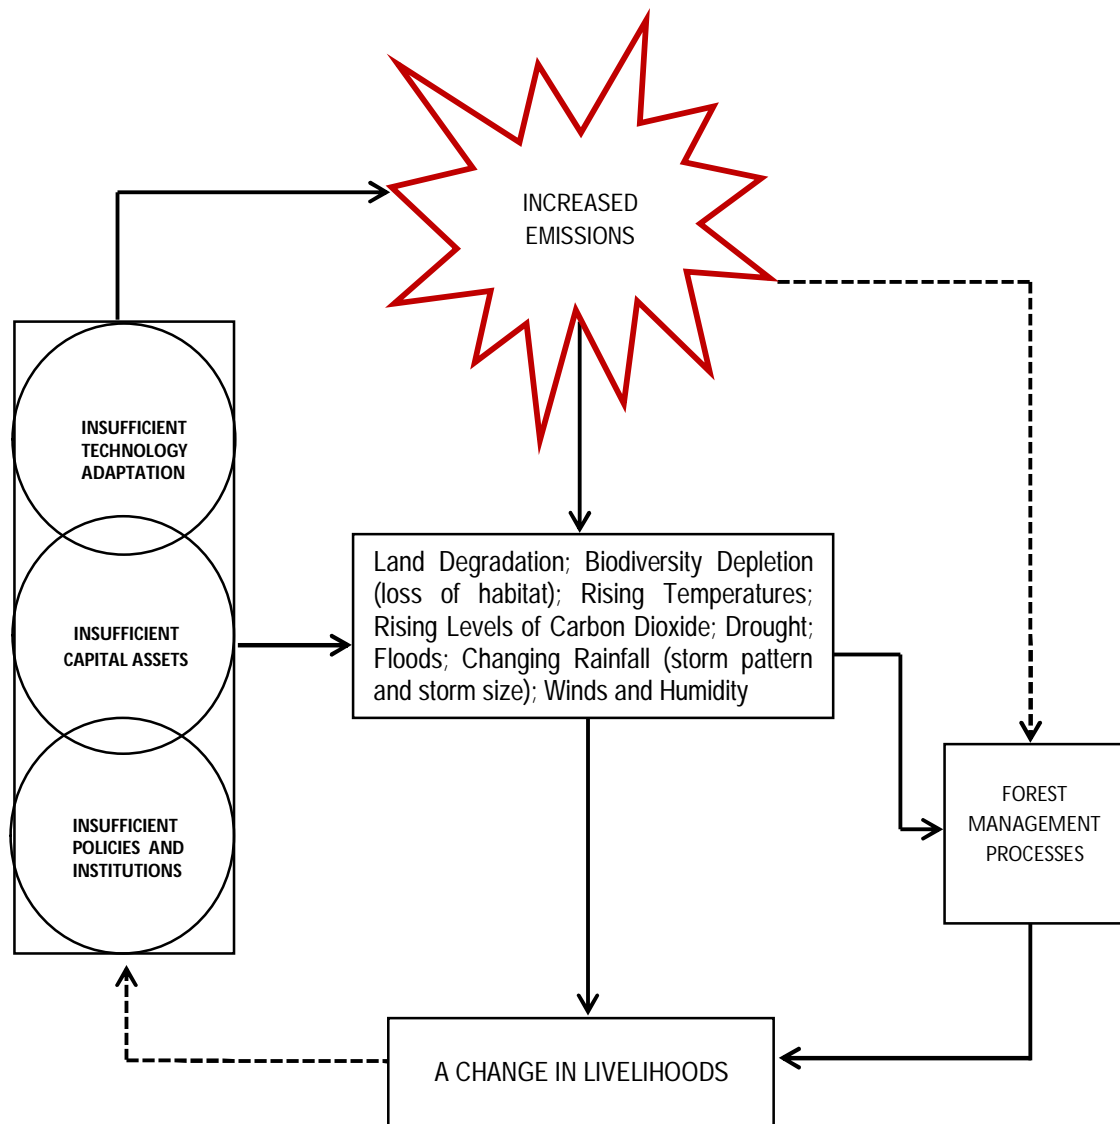 INCREASED
EMISSIONS
INSUFFICIENT
TECHNOLOGY
ADAPTATION
INSUFFICIENT
CAPITAL ASSETS
INSUFFICIENT
POLICIES AND
INSTITUTIONS
Land Degradation; Biodiversity Depletion
(loss of habitat); Rising Temperatures;
Rising Levels of Carbon Dioxide; Drought;
Floods; Changing Rainfall (storm pattern
and storm size); Winds and Humidity
FOREST
MANAGEMENT
PROCESSES
A CHANGE IN LIVELIHOODS